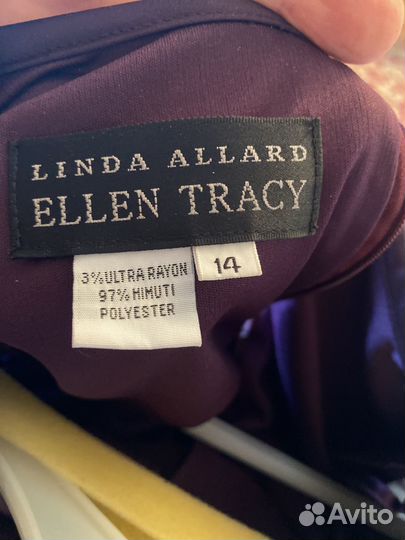 LINDA ALLARD
ELLEN TRACY
14
3% ULTRA RAYON
97% HIMUTI
POLYESTER
Avito